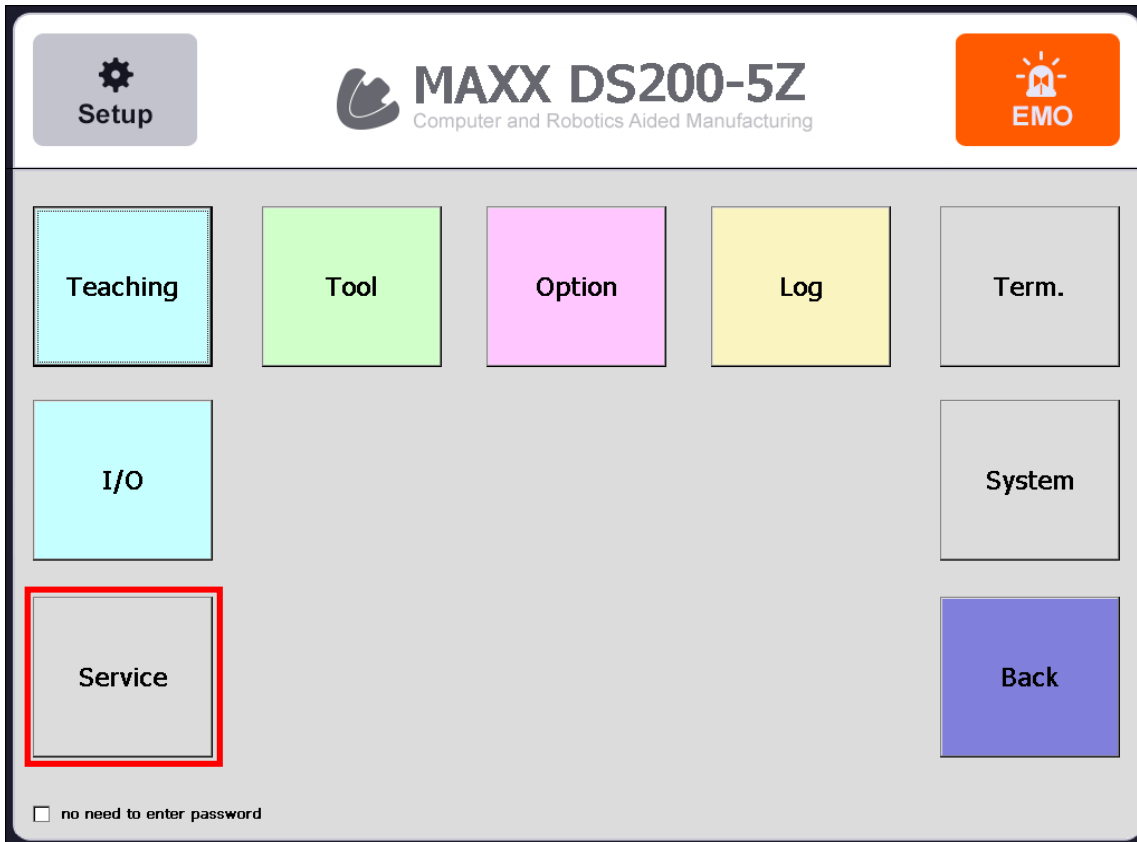 Setup
MAXX DS200-5Z
Computer and Robotics Aided Manufacturing
EMO
Teaching
Tool
Option
Log
Term.
I/O
System
Service
Back
no need to enter password